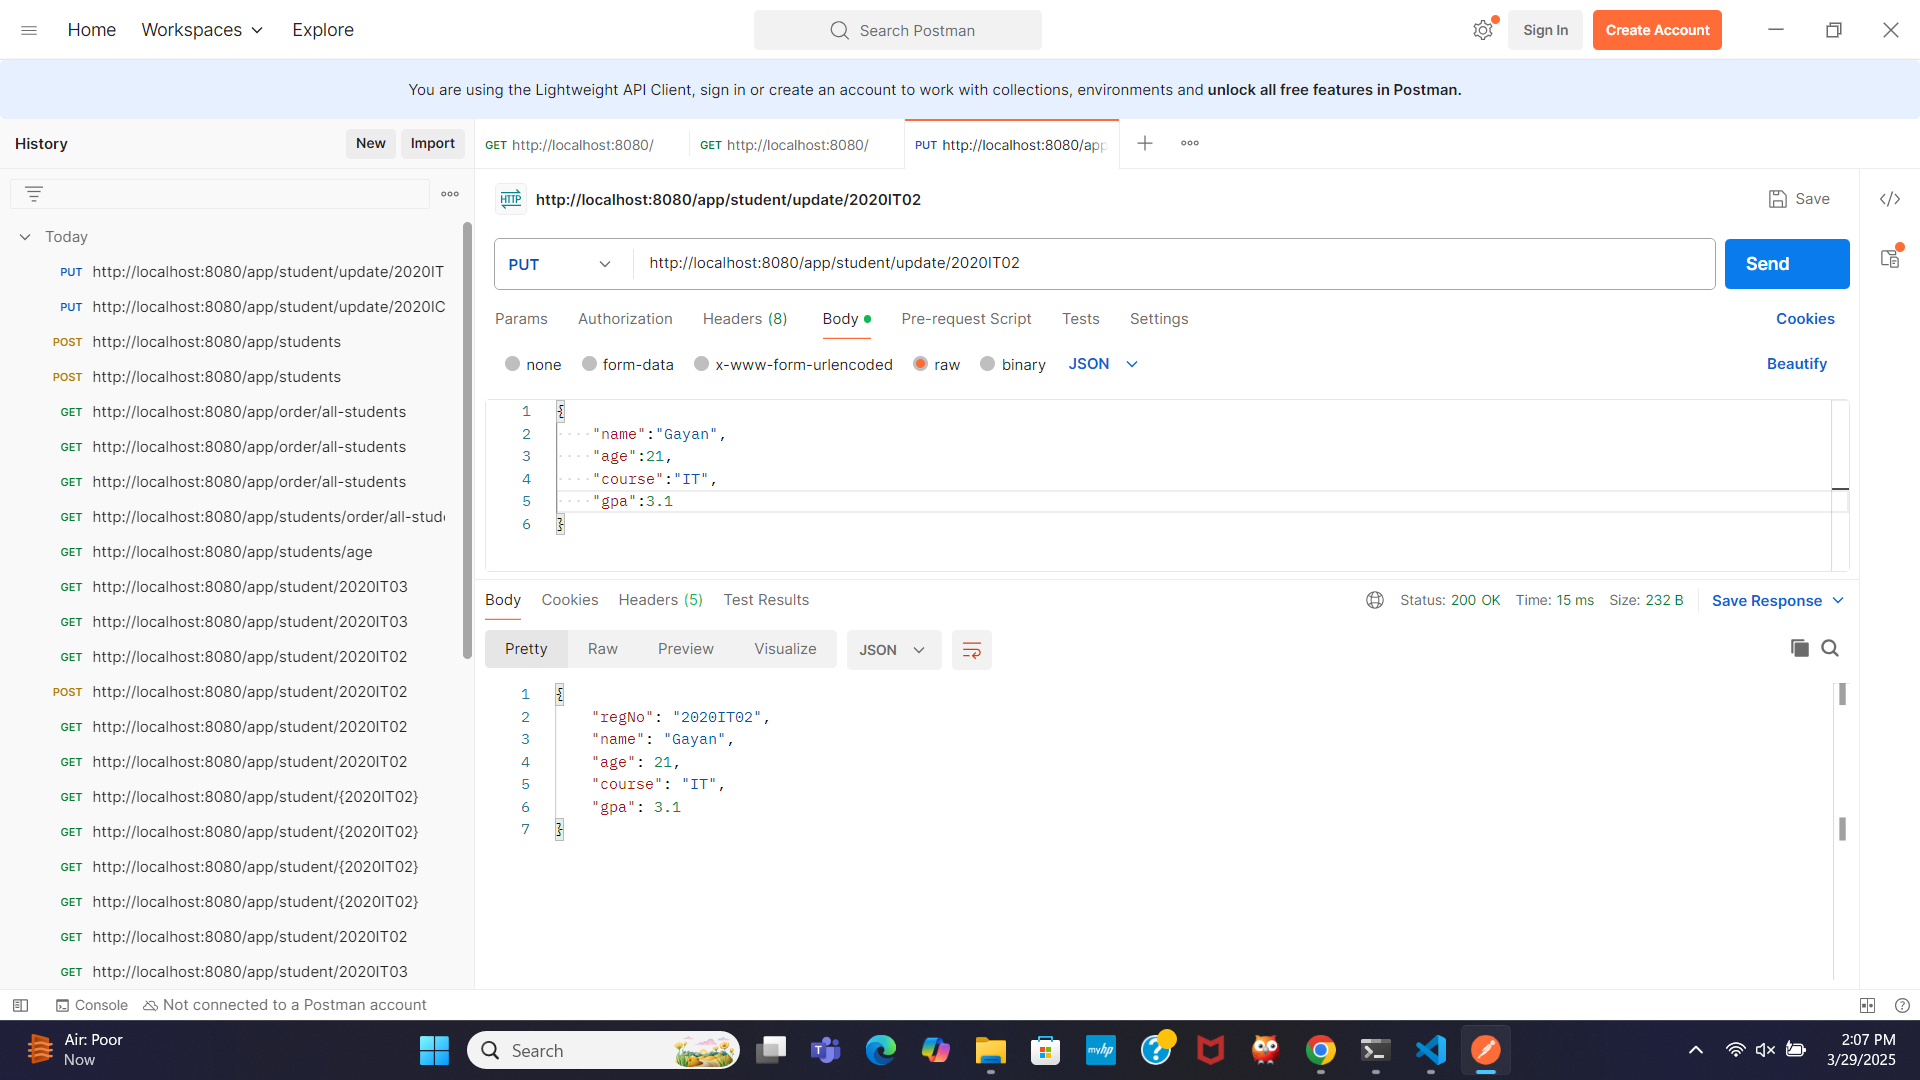 Home Workspaces Explore Search Postman Sign In Create Account
You are using the Lightweight API Client, sign in or create an account to work with collections, environments and unlock all free features in Postman.
History New Import
GET http://localhost:8080/ GET http://localhost:8080/ PUT http://localhost:8080/app
Today
PUT http://localhost:8080/app/student/update/2020IT
PUT http://localhost:8080/app/student/update/2020IC
POST http://localhost:8080/app/students
POST http://localhost:8080/app/students
GET http://localhost:8080/app/order/all-students
GET http://localhost:8080/app/order/all-students
GET http://localhost:8080/app/order/all-students
GET http://localhost:8080/app/students/order/all-stud
GET http://localhost:8080/app/students/age
GET http://localhost:8080/app/student/2020IT03
GET http://localhost:8080/app/student/2020IT03
GET http://localhost:8080/app/student/2020IT02
POST http://localhost:8080/app/student/2020IT02
GET http://localhost:8080/app/student/2020IT02
GET http://localhost:8080/app/student/2020IT02
GET http://localhost:8080/app/student/{2020IT02}
GET http://localhost:8080/app/student/{2020IT02}
GET http://localhost:8080/app/student/{2020IT02}
GET http://localhost:8080/app/student/{2020IT02}
GET http://localhost:8080/app/student/2020IT02
GET http://localhost:8080/app/student/2020IT03
HTTP http://localhost:8080/app/student/update/2020IT02 Save
PUT http://localhost:8080/app/student/update/2020IT02 Send
Params Authorization Headers (8) Body Pre-request Script Tests Settings Cookies
none form-data x-www-form-urlencoded raw binary JSON Beautify
1 {
2 "name":"Gayan",
3 "age":21,
4 "course":"IT",
5 "gpa":3.1
6 }
Body Cookies Headers (5) Test Results Status: 200 OK Time: 15 ms Size: 232 B Save Response
Pretty Raw Preview Visualize JSON
1 {
2 "regNo": "2020IT02",
3 "name": "Gayan",
4 "age": 21,
5 "course": "IT",
6 "gpa": 3.1
7 }
Console Not connected to a Postman account
Air: Poor
Now
Search
myhp
2:07 PM
3/29/2025